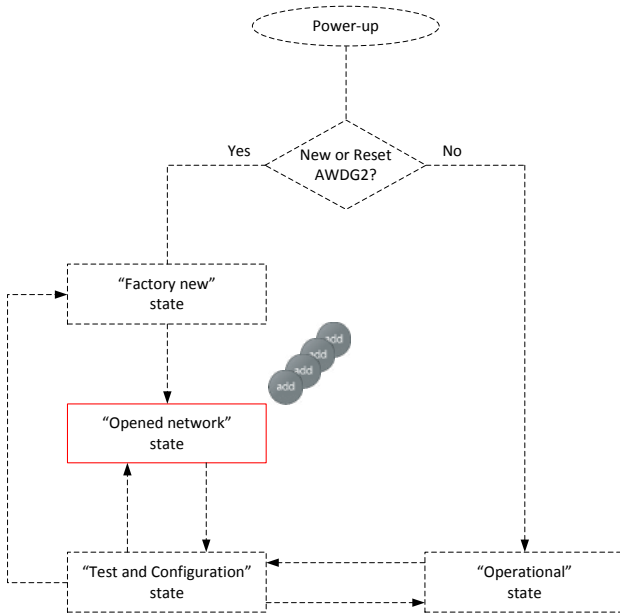 Power-up
Yes
New or Reset
AWDG2?
No
“Factory new”
state
add
add
add
add
“Opened network”
state
“Test and Configuration”
state
“Operational”
state